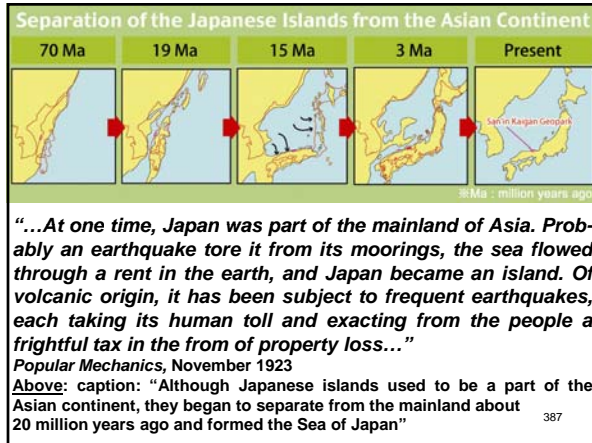 Separation of the Japanese Islands from the Asian Continent
70 Ma
19 Ma
15 Ma
3 Ma
Present
San'in Kaigan Geopark
※Ma : million years ago
“…At one time, Japan was part of the mainland of Asia. Prob-
ably an earthquake tore it from its moorings, the sea flowed
through a rent in the earth, and Japan became an island. Of
volcanic origin, it has been subject to frequent earthquakes,
each taking its human toll and exacting from the people a
frightful tax in the from of property loss…”
Popular Mechanics, November 1923
Above: caption: “Although Japanese islands used to be a part of the
Asian continent, they began to separate from the mainland about
20 million years ago and formed the Sea of Japan”
387